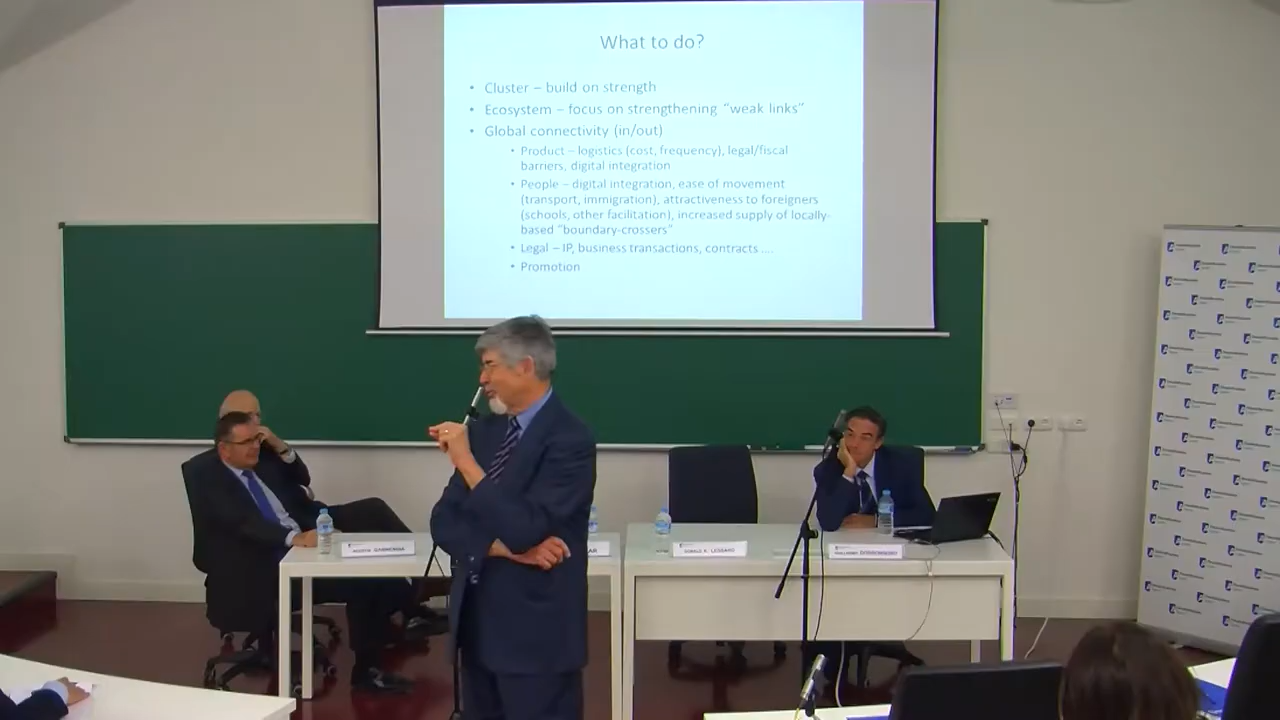 What to do?
• Cluster – build on strength
• Ecosystem – focus on strengthening "weak links"
• Global connectivity (in/out)
• Product – logistics (cost, frequency), legal/fiscal
barriers, digital integration
• People – digital integration, ease of movement
(transport, immigration), attractiveness to foreigners
(schools, other facilitation), increased supply of locally-
based "boundary-crossers"
• Legal – IP, business transactions, contracts ....
• Promotion
DONALD R. LESSARD